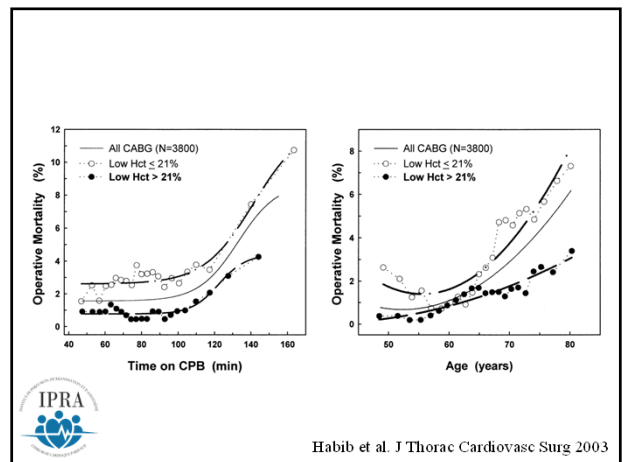 12
10
8
6
4
2
0
Operative Mortality (%)
All CABG (N=3800)
Low Hct ≤ 21%
Low Hct > 21%
40 60 80 100 120 140 160
Time on CPB (min)
8
6
4
2
0
Operative Mortality (%)
All CABG (N=3800)
Low Hct ≤ 21%
Low Hct > 21%
50 60 70 80
Age (years)
IPRA
Habib et al. J Thorac Cardiovasc Surg 2003